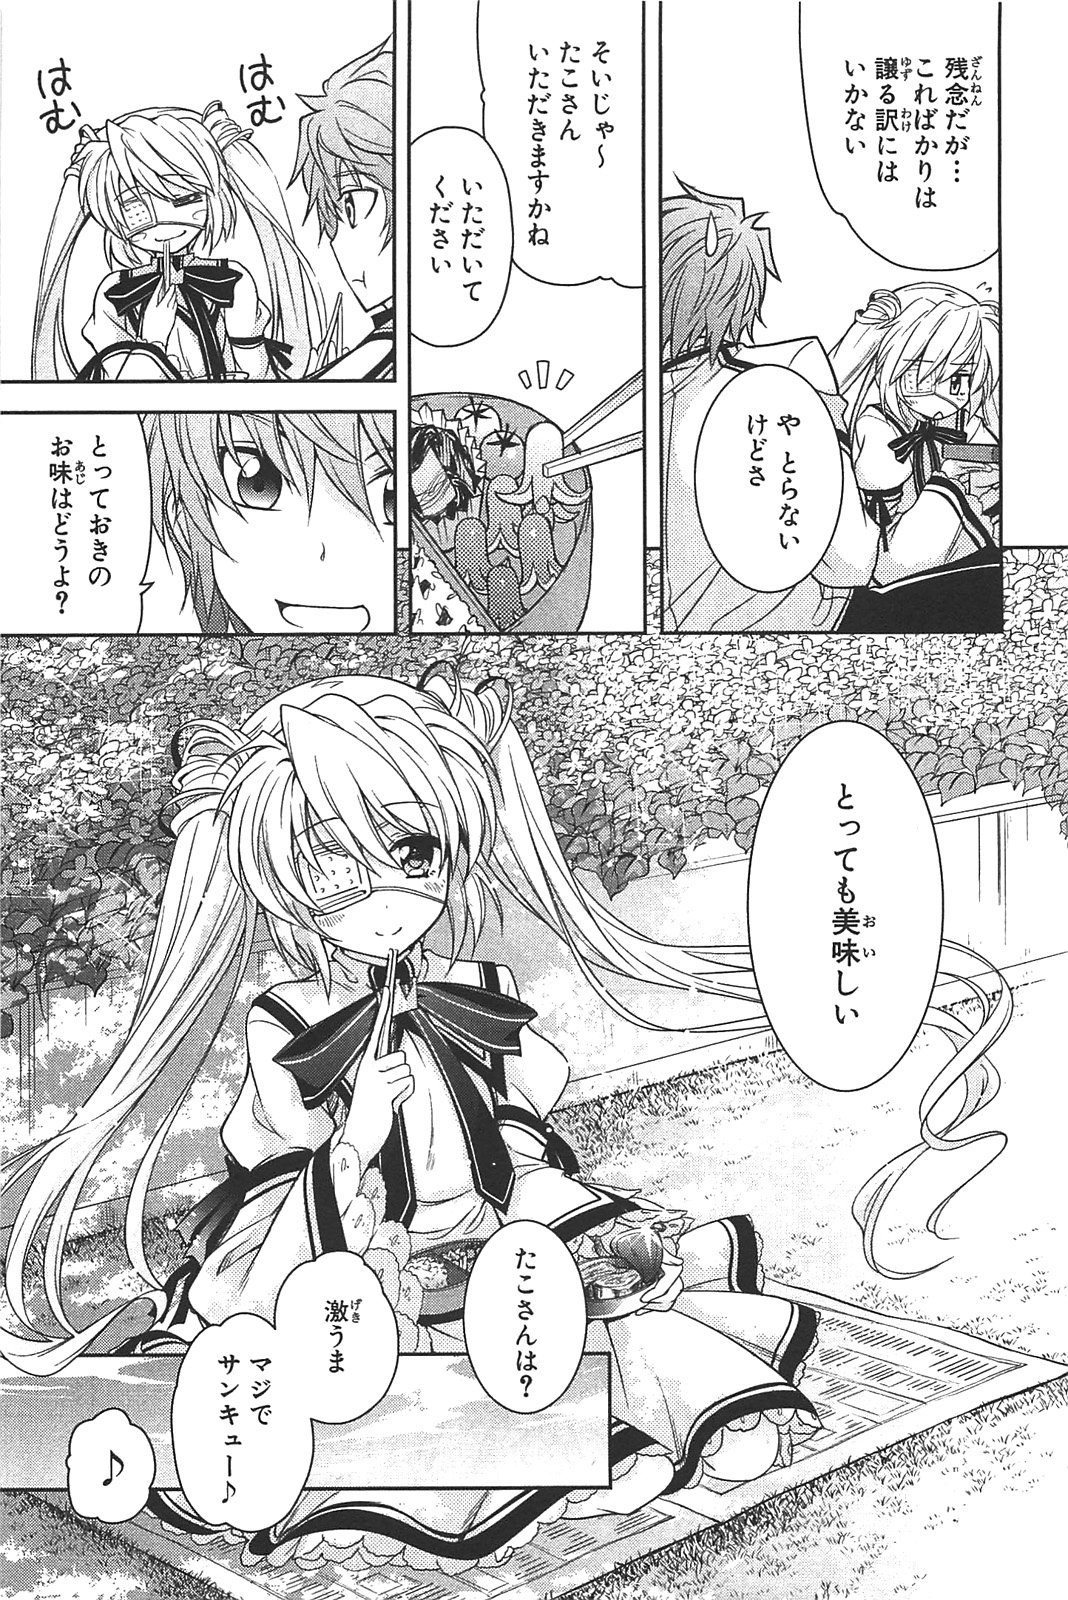 残念だが…
こればかりは
譲る訳には
いかない
や とらない
けどさ
そいじゃ～
たこさん
いただきますかね
いただいて
ください
はむ
はむ
とっておきの
お味はどうよ？
とっても美味しい
たこさんは？
激うま
マジで
サンキュー♪
♪